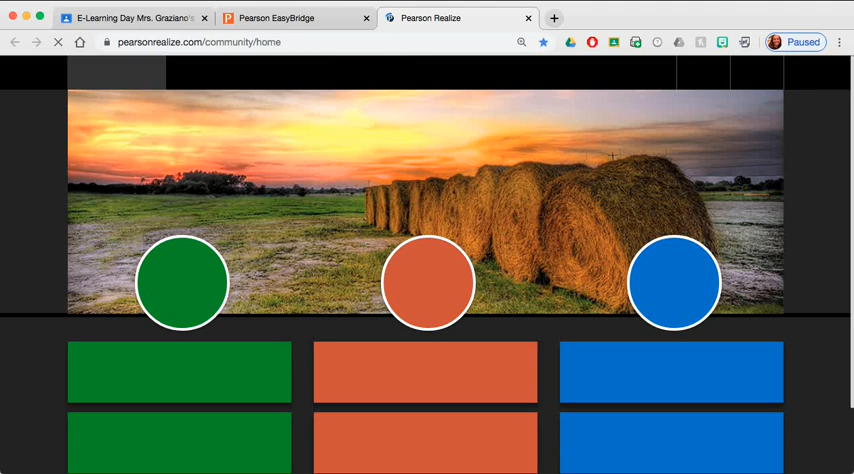 E-Learning Day Mrs. Graziano's
Pearson EasyBridge
Pearson Realize
pearsonrealize.com/community/home
Paused